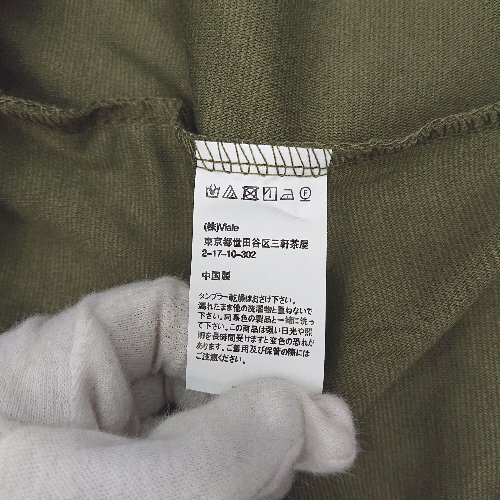 (株)Viale
東京都世田谷区三軒茶屋
2-17-10-302
中国製
タンブラー乾燥はおさけ下さい。
濡れたまま他の洗濯物と重ねないで
下さい。同系色の製品と一緒に洗っ
て下さい。この商品は強い日光や照
明を長時間受けますと変色の恐れが
あります。ご着用及び保管の際には
ご注意ください。